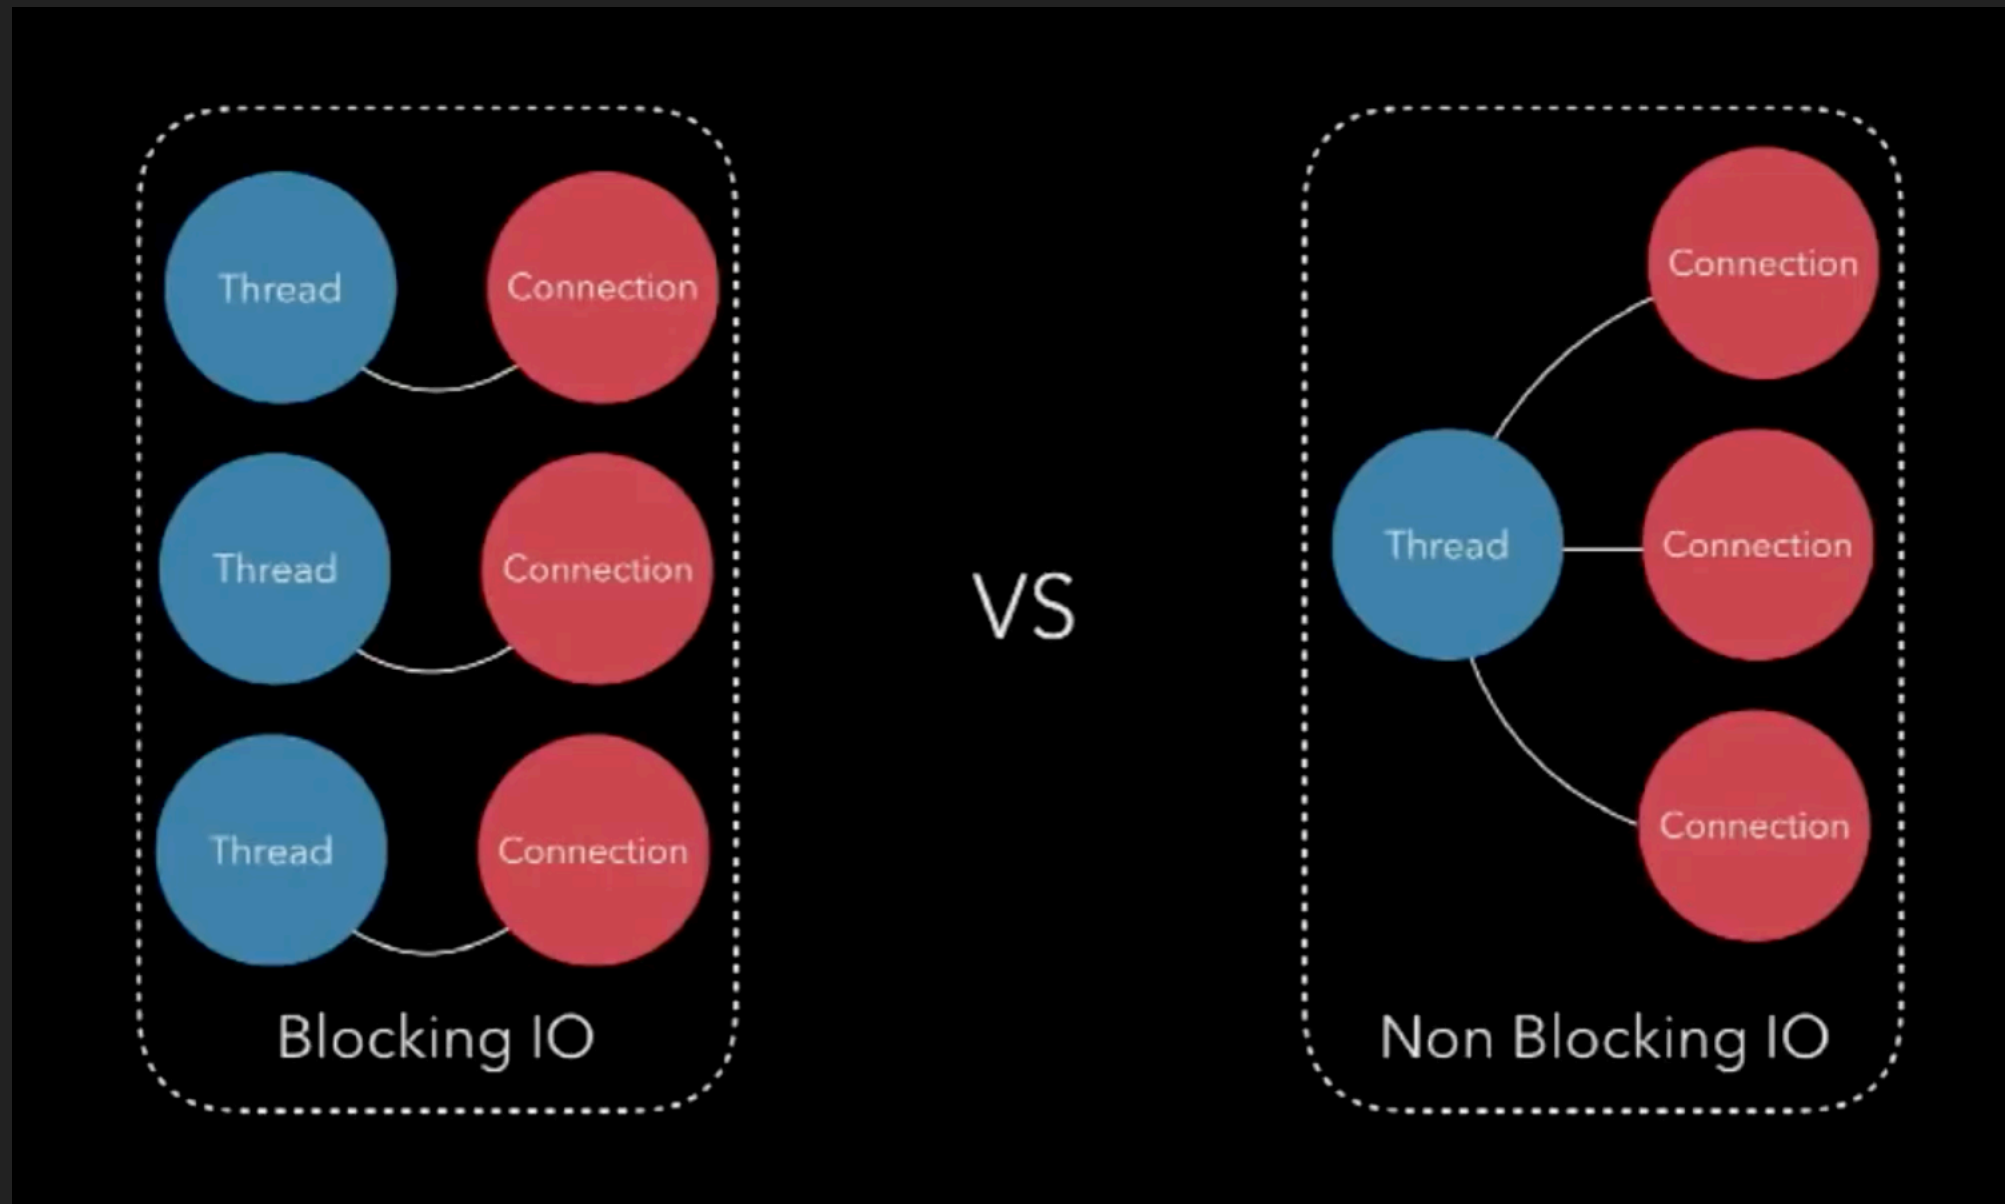 Thread
Connection
Thread
Connection
Thread
Connection
Blocking IO
VS
Connection
Thread
Connection
Connection
Non Blocking IO